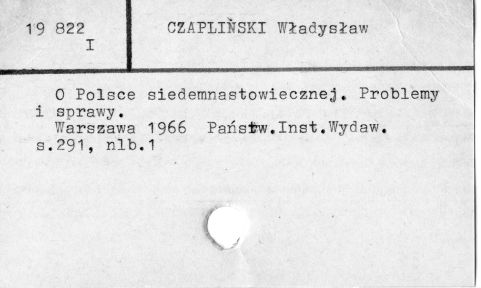 19 822
I
CZAPLIŃSKI Władysław
O Polsce siedemnastowiecznej. Problemy
i sprawy.
Warszawa 1966 Państw.Inst.Wydaw.
s.291, nlb.1